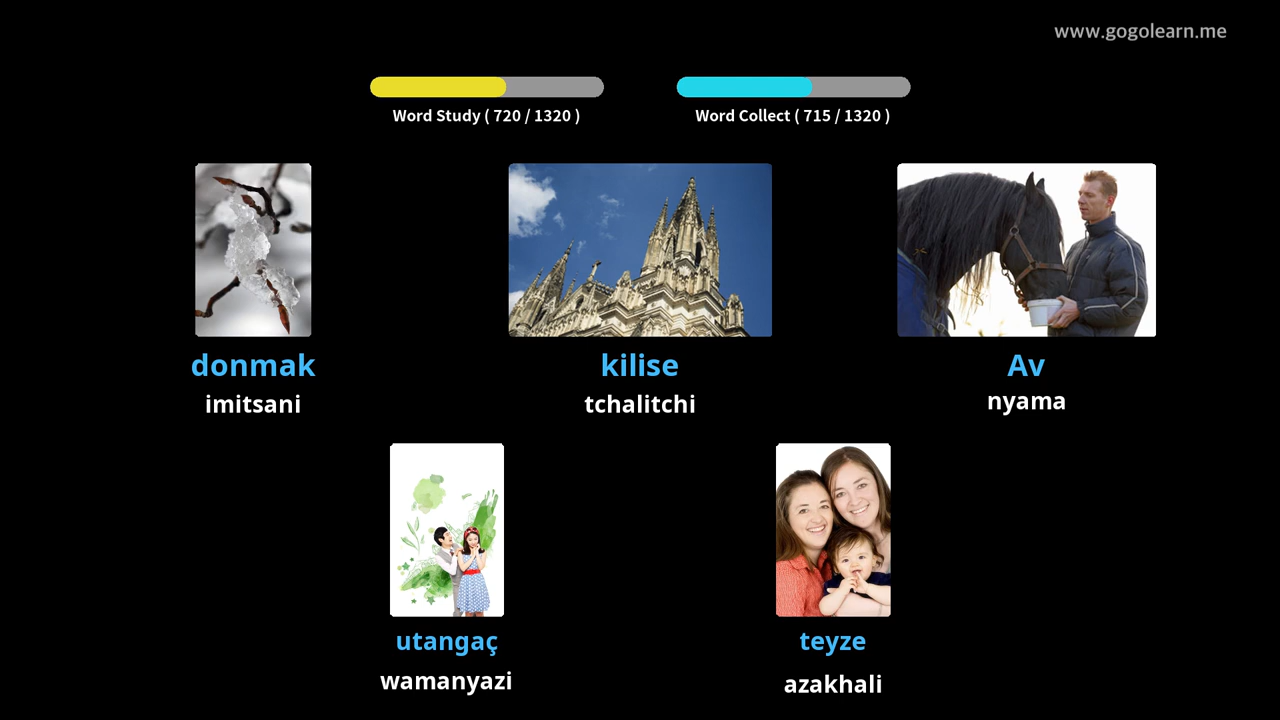 www.gogolearn.me
Word Study ( 720 / 1320 )
Word Collect ( 715 / 1320 )
donmak
imitsani
kilise
tchalitchi
Av
nyama
utangaç
wamanyazi
teyze
azakhali